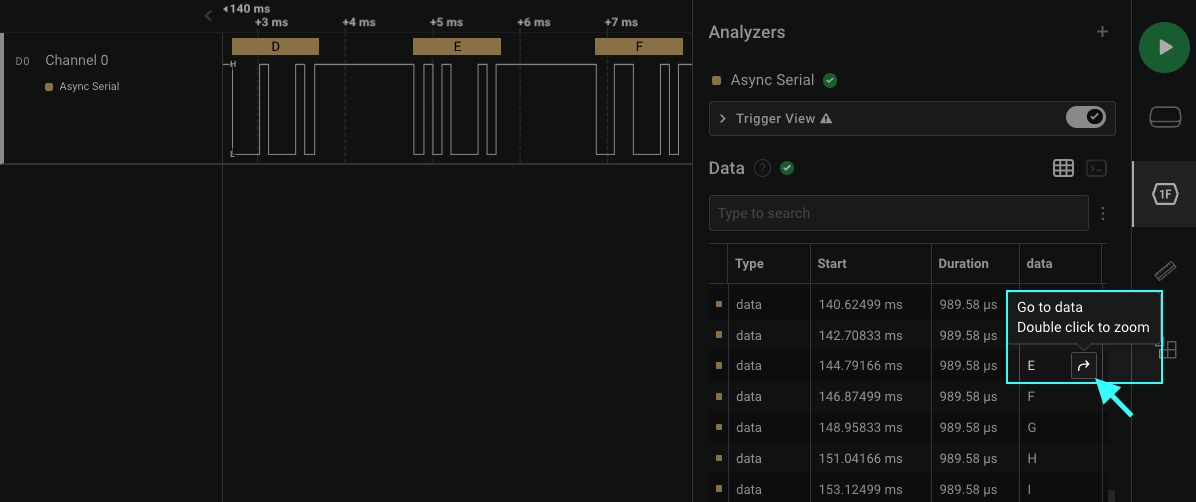 140 ms
+3 ms +4 ms +5 ms +6 ms +7 ms
D E F
D0 Channel 0
Async Serial
H
L
Analyzers +
Async Serial
Trigger View
Data ?
Type to search
Type Start Duration data
data 140.62499 ms 989.58 µs
data 142.70833 ms 989.58 µs
data 144.79166 ms 989.58 µs E
data 146.87499 ms 989.58 µs F
data 148.95833 ms 989.58 µs G
data 151.04166 ms 989.58 µs H
data 153.12499 ms 989.58 µs I
Go to data
Double click to zoom
1F